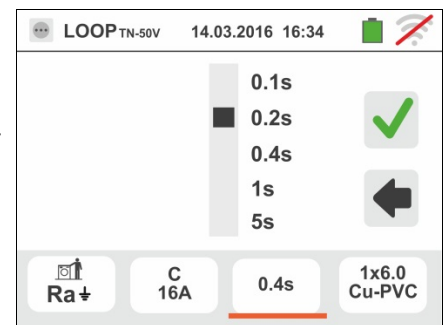 LOOP TN-50V 14.03.2016 16:34
0.1s
0.2s
0.4s
1s
5s
Ra C 16A 0.4s 1x6.0 Cu-PVC